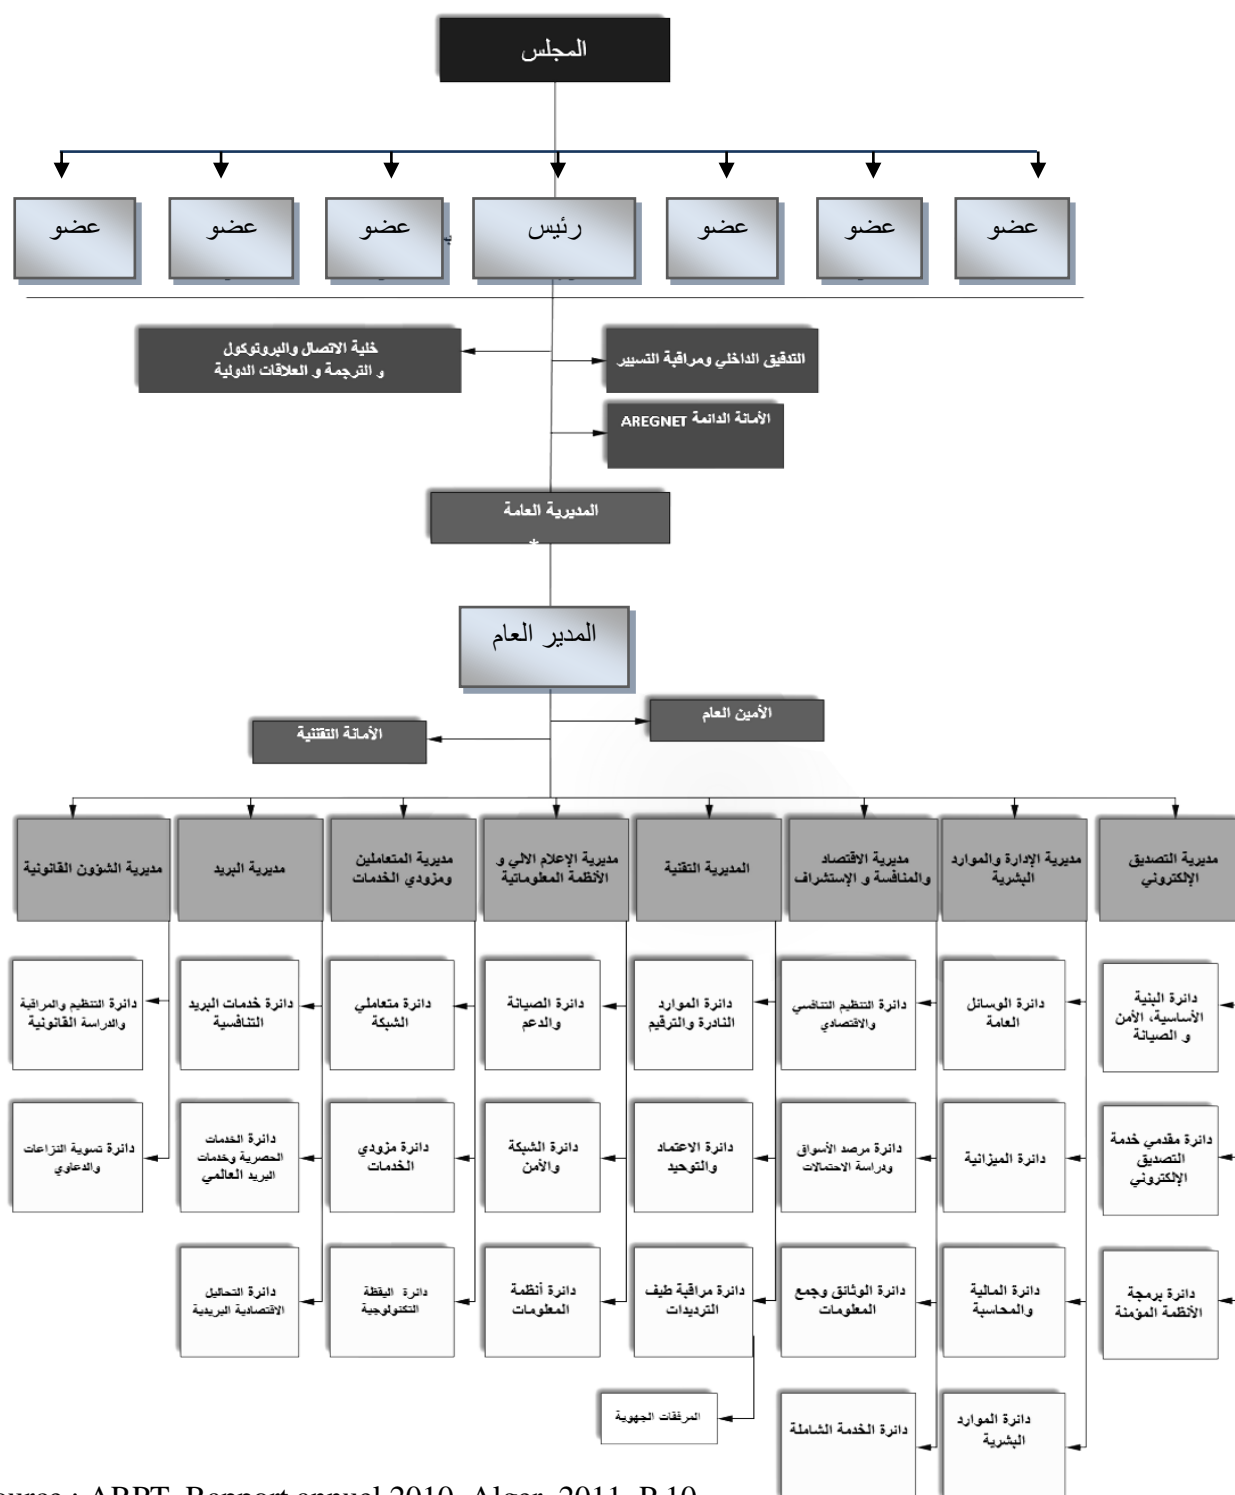 المجلس
عضو
عضو
عضو
رئيس
عضو
عضو
عضو
التدقيق الداخلي ومراقبة التسيير
خلية الاتصال والبروتوكول
و الترجمة و العلاقات الدولية
الأمانة الدائمة AREGNET
المديرية العامة
*
المدير العام
الأمين العام
الأمانة التقتنية
مديرية التصديق
الإلكتروني
مديرية الإدارة والموارد
البشرية
مديرية الاقتصاد
والمنافسة و الإستشراف
المديرية التقنية
مديرية الإعلام الالي و
الأنظمة المعلوماتية
مديرية المتعاملين
ومزودي الخدمات
مديرية البريد
مديرية الشؤون القانونية
دائرة البنية
الأساسية، الأمن
و الصيانة
دائرة الوسائل
العامة
دائرة التنظيم التنافسي
والاقتصادي
دائرة الموارد
النادرة والترقيم
دائرة الصيانة
والدعم
دائرة متعاملي
الشبكة
دائرة خدمات البريد
التنافسية
دائرة التنظيم والمراقبة
والدراسة القانونية
دائرة مقدمي خدمة
التصديق
الإلكتروني
دائرة الميزانية
دائرة مرصد الأسواق
ودراسة الاحتمالات
دائرة الاعتماد
والتوحيد
دائرة الشبكة
والأمن
دائرة مزودي
الخدمات
دائرة الخدمات
الحصرية وخدمات
البريد العالمي
دائرة تسوية النزاعات
والدعاوي
دائرة برمجة
الأنظمة المؤمنة
دائرة المالية
والمحاسبة
دائرة الوثائق وجمع
المعلومات
دائرة مراقبة طيف
الترديدات
دائرة أنظمة
المعلومات
دائرة اليقظة
التكنولوجية
دائرة التحاليل
الاقتصادية البريدية
دائرة الموارد
البشرية
دائرة الخدمة الشاملة
المرفقات الجهوية
ource : ARPT, Rapport annuel 2010, Alger, 2011, P.10